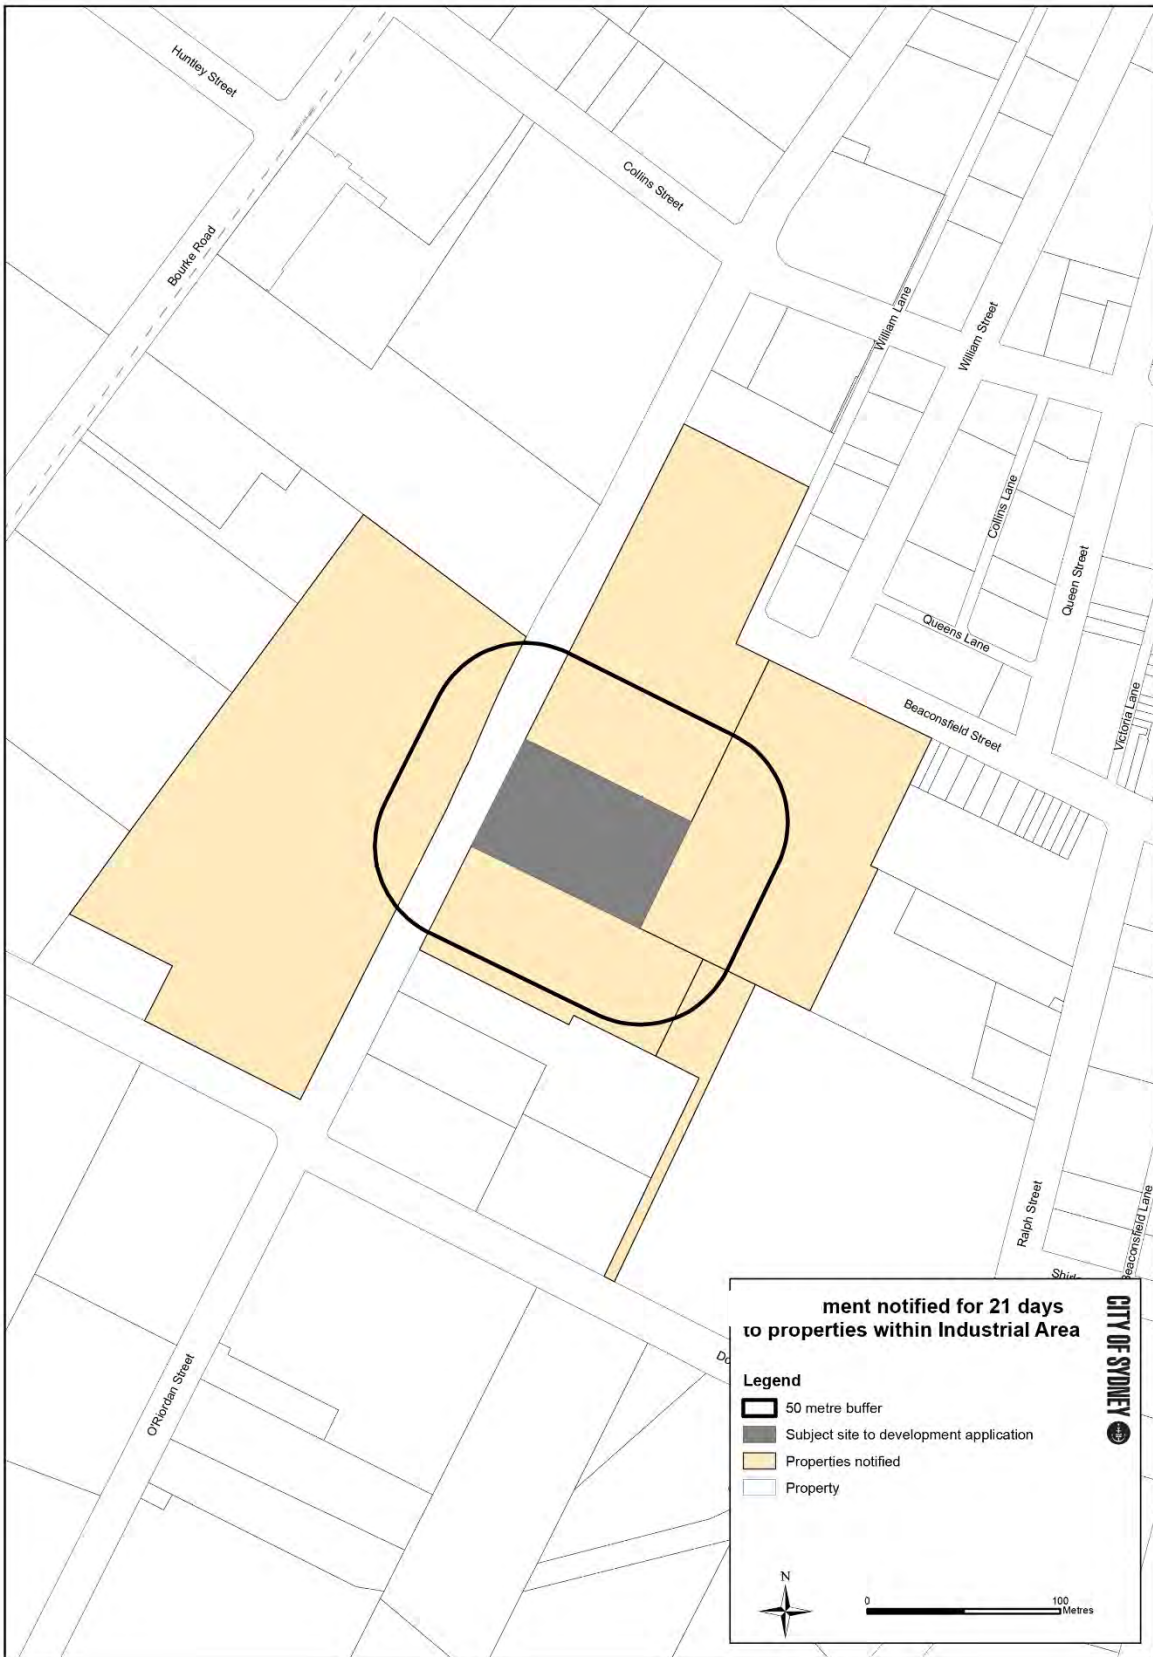 Huntley Street
Collins Street
Bourke Road
William Lane
William Street
Collins Lane
Queen Street
Queens Lane
Victoria Lane
Beaconsfield Street
Ralph Street
Beaconsfield Lane
O'Riordan Street
ment notified for 21 days
to properties within Industrial Area
CITY OF SYDNEY
Legend
50 metre buffer
Subject site to development application
Properties notified
Property
N
0 100
Metres